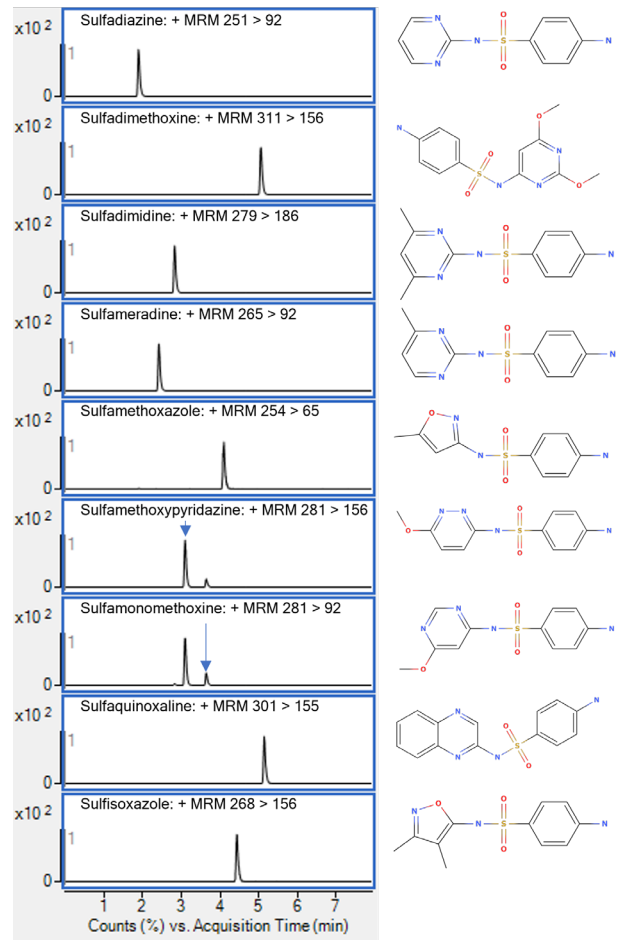 Sulfadiazine: + MRM 251 > 92
x10 2
1
0
N
N
N
S
O
O
N
Sulfadimethoxine: + MRM 311 > 156
x10 2
1
0
N
S
O
O
N
N
N
O
O
Sulfadimidine: + MRM 279 > 186
x10 2
1
0
N
N
N
S
O
O
N
Sulfameradine: + MRM 265 > 92
x10 2
1
0
N
N
N
S
O
O
N
Sulfamethoxazole: + MRM 254 > 65
x10 2
1
0
O
N
N
S
O
O
N
Sulfamethoxypyridazine: + MRM 281 > 156
x10 2
1
0
O
N
N
N
S
O
O
N
Sulfamonomethoxine: + MRM 281 > 92
x10 2
1
0
N
N
O
N
S
O
O
N
Sulfaquinoxaline: + MRM 301 > 155
x10 2
1
0
N
N
N
S
O
O
N
Sulfisoxazole: + MRM 268 > 156
x10 2
1
0
N
O
N
S
O
O
N
1 2 3 4 5 6 7
Counts (%) vs. Acquisition Time (min)